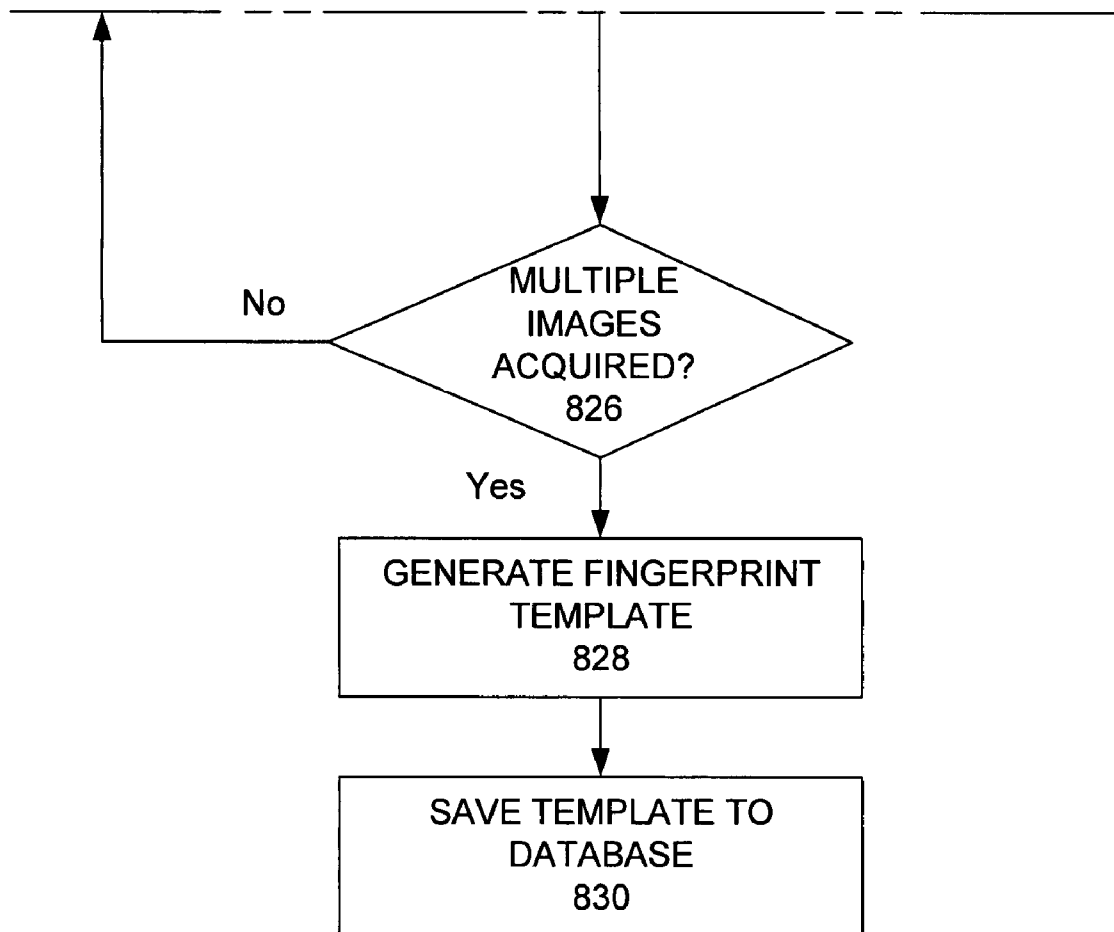 MULTIPLE
IMAGES
ACQUIRED?
826
No
Yes
GENERATE FINGERPRINT
TEMPLATE
828
SAVE TEMPLATE TO
DATABASE
830